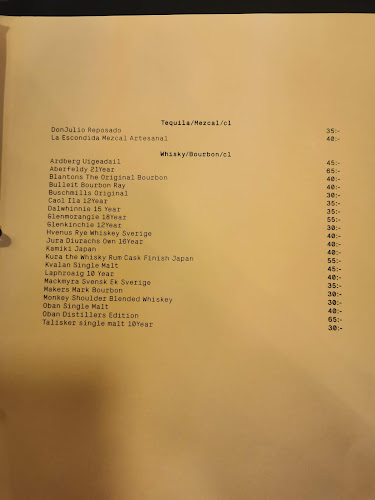 Tequila/Mezcal/cl
DonJulio Reposado 35:-
La Escondida Mezcal Artesanal 40:-
Whisky/Bourbon/cl
Ardberg Uigeadail 45:-
Aberfeldy 21Year 65:-
Blantons The Original Bourbon 40:-
Bulleit Bourbon Ray 40:-
Buschmills Original 30:-
Caol Ila 12Year 35:-
Dalwhinnie 15 Year 35:-
Glenmorangie 18Year 55:-
Glenkinchie 12Year 30:-
Hvenus Rye Whiskey Sverige 40:-
Jura Diurachs Own 16Year 40:-
Kamiki Japan 40:-
Kura the Whisky Rum Cask Finish Japan 55:-
Kvalan Single Malt 45:-
Laphroaig 10 Year 40:-
Mackmyra Svensk Ek Sverige 35:-
Makers Mark Bourbon 30:-
Monkey Shoulder Blended Whiskey 30:-
Oban Single Malt 40:-
Oban Distillers Edition 65:-
Talisker single malt 10Year 30:-